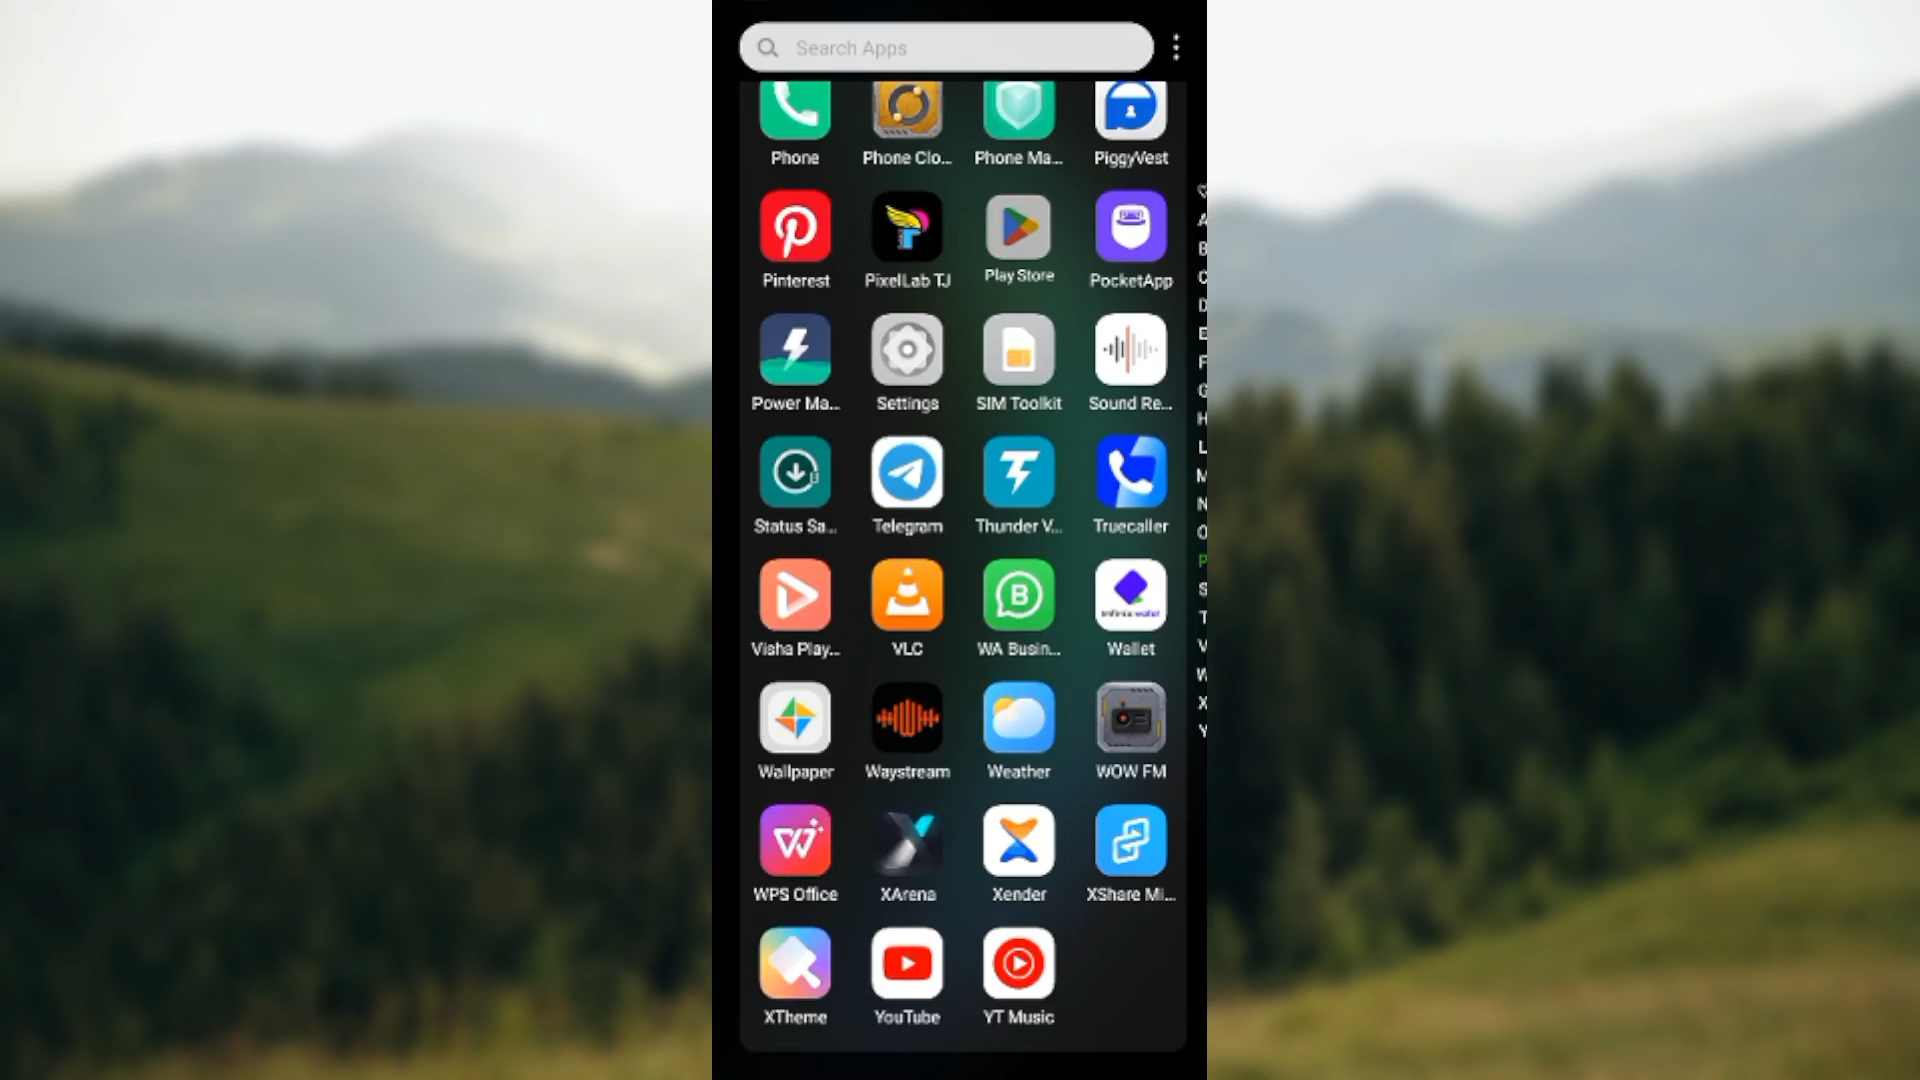 Search Apps
Phone
Phone Clo...
Phone Ma...
PiggyVest
Pinterest
PixelLab TJ
Play Store
PocketApp
Power Ma...
Settings
SIM Toolkit
Sound Re...
Status Sa...
Telegram
Thunder V...
Truecaller
Visha Play...
VLC
B
WA Busin...
infinix wallet
Wallet
Wallpaper
Waystream
Weather
WOW FM
WPS Office
XArena
Xender
XShare Mi...
XTheme
YouTube
YT Music
A
B
C
D
E
F
G
H
L
M
N
O
P
S
T
V
W
X
Y